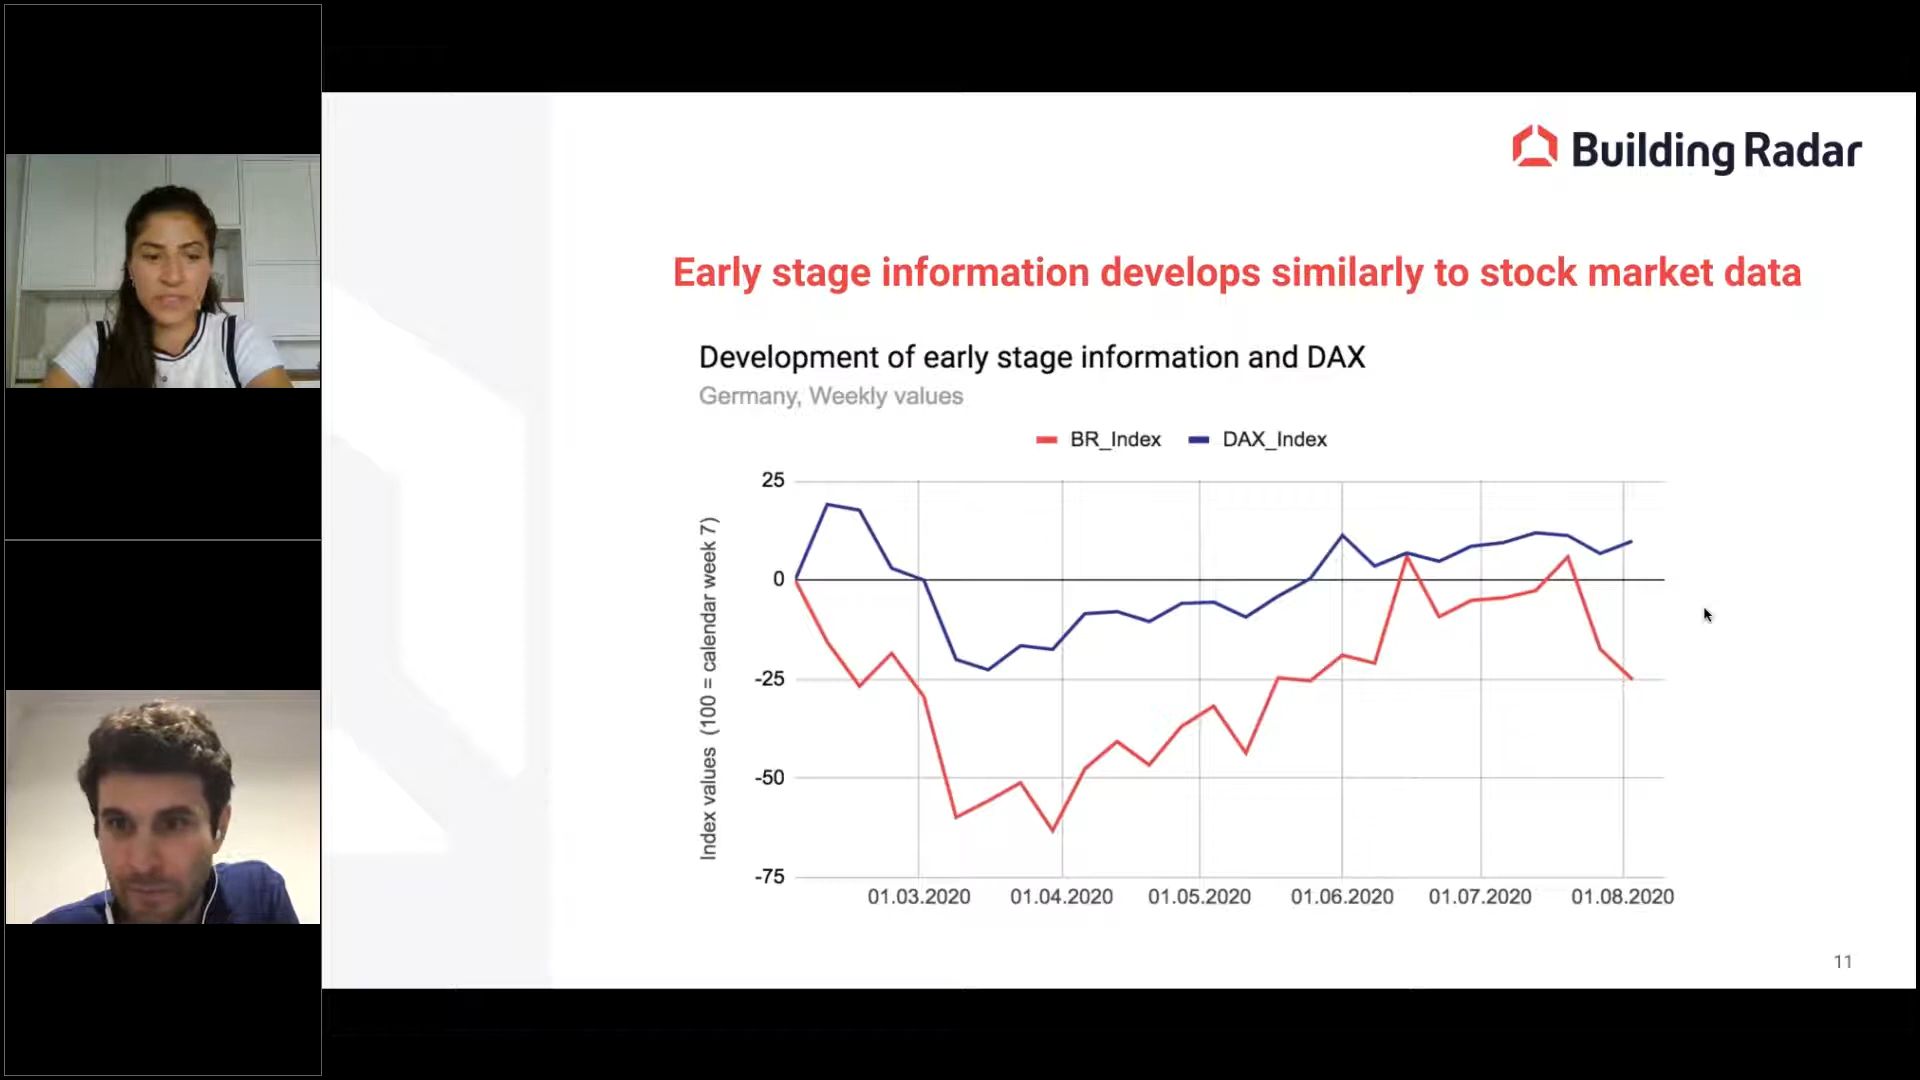 Building Radar
Early stage information develops similarly to stock market data
Development of early stage information and DAX
Germany, Weekly values
BR_Index DAX_Index
Index values (100 = calendar week 7)
25
0
-25
-50
-75
01.03.2020 01.04.2020 01.05.2020 01.06.2020 01.07.2020 01.08.2020
11